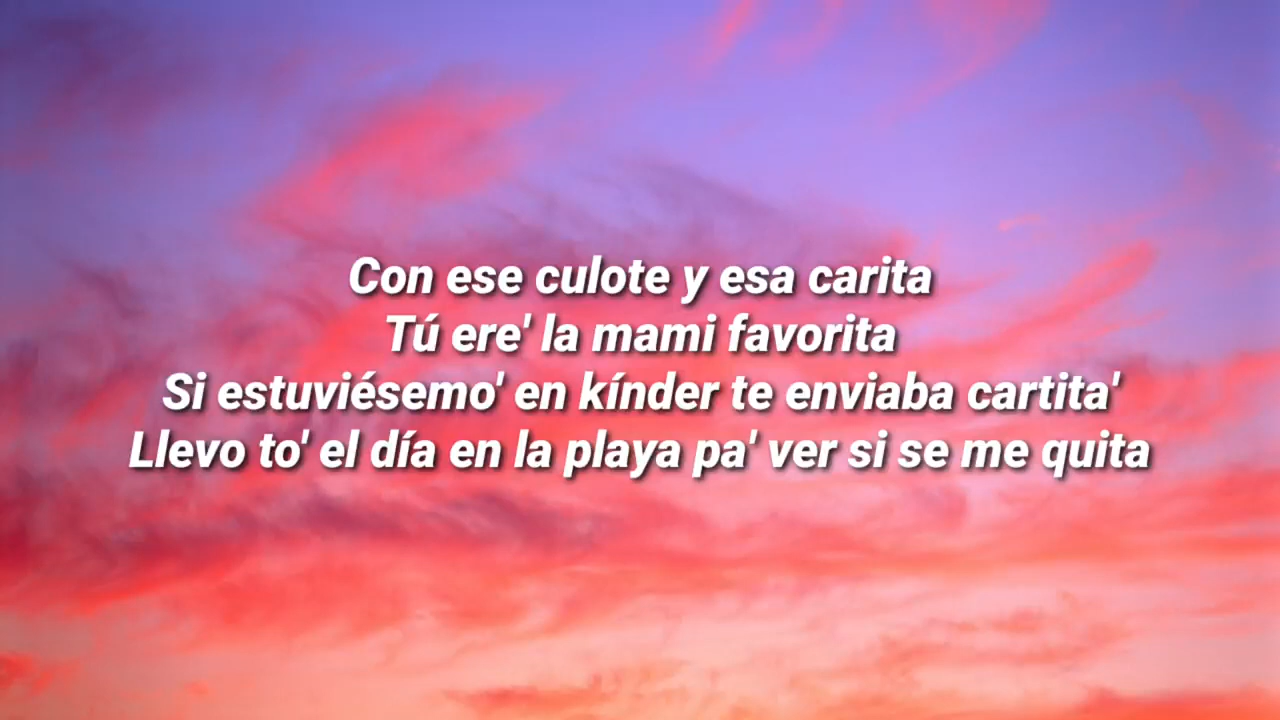 Con ese culote y esa carita
Tú ere' la mami favorita
Si estuviésemo' en kínder te enviaba cartita'
Llevo to' el día en la playa pa' ver si se me quita